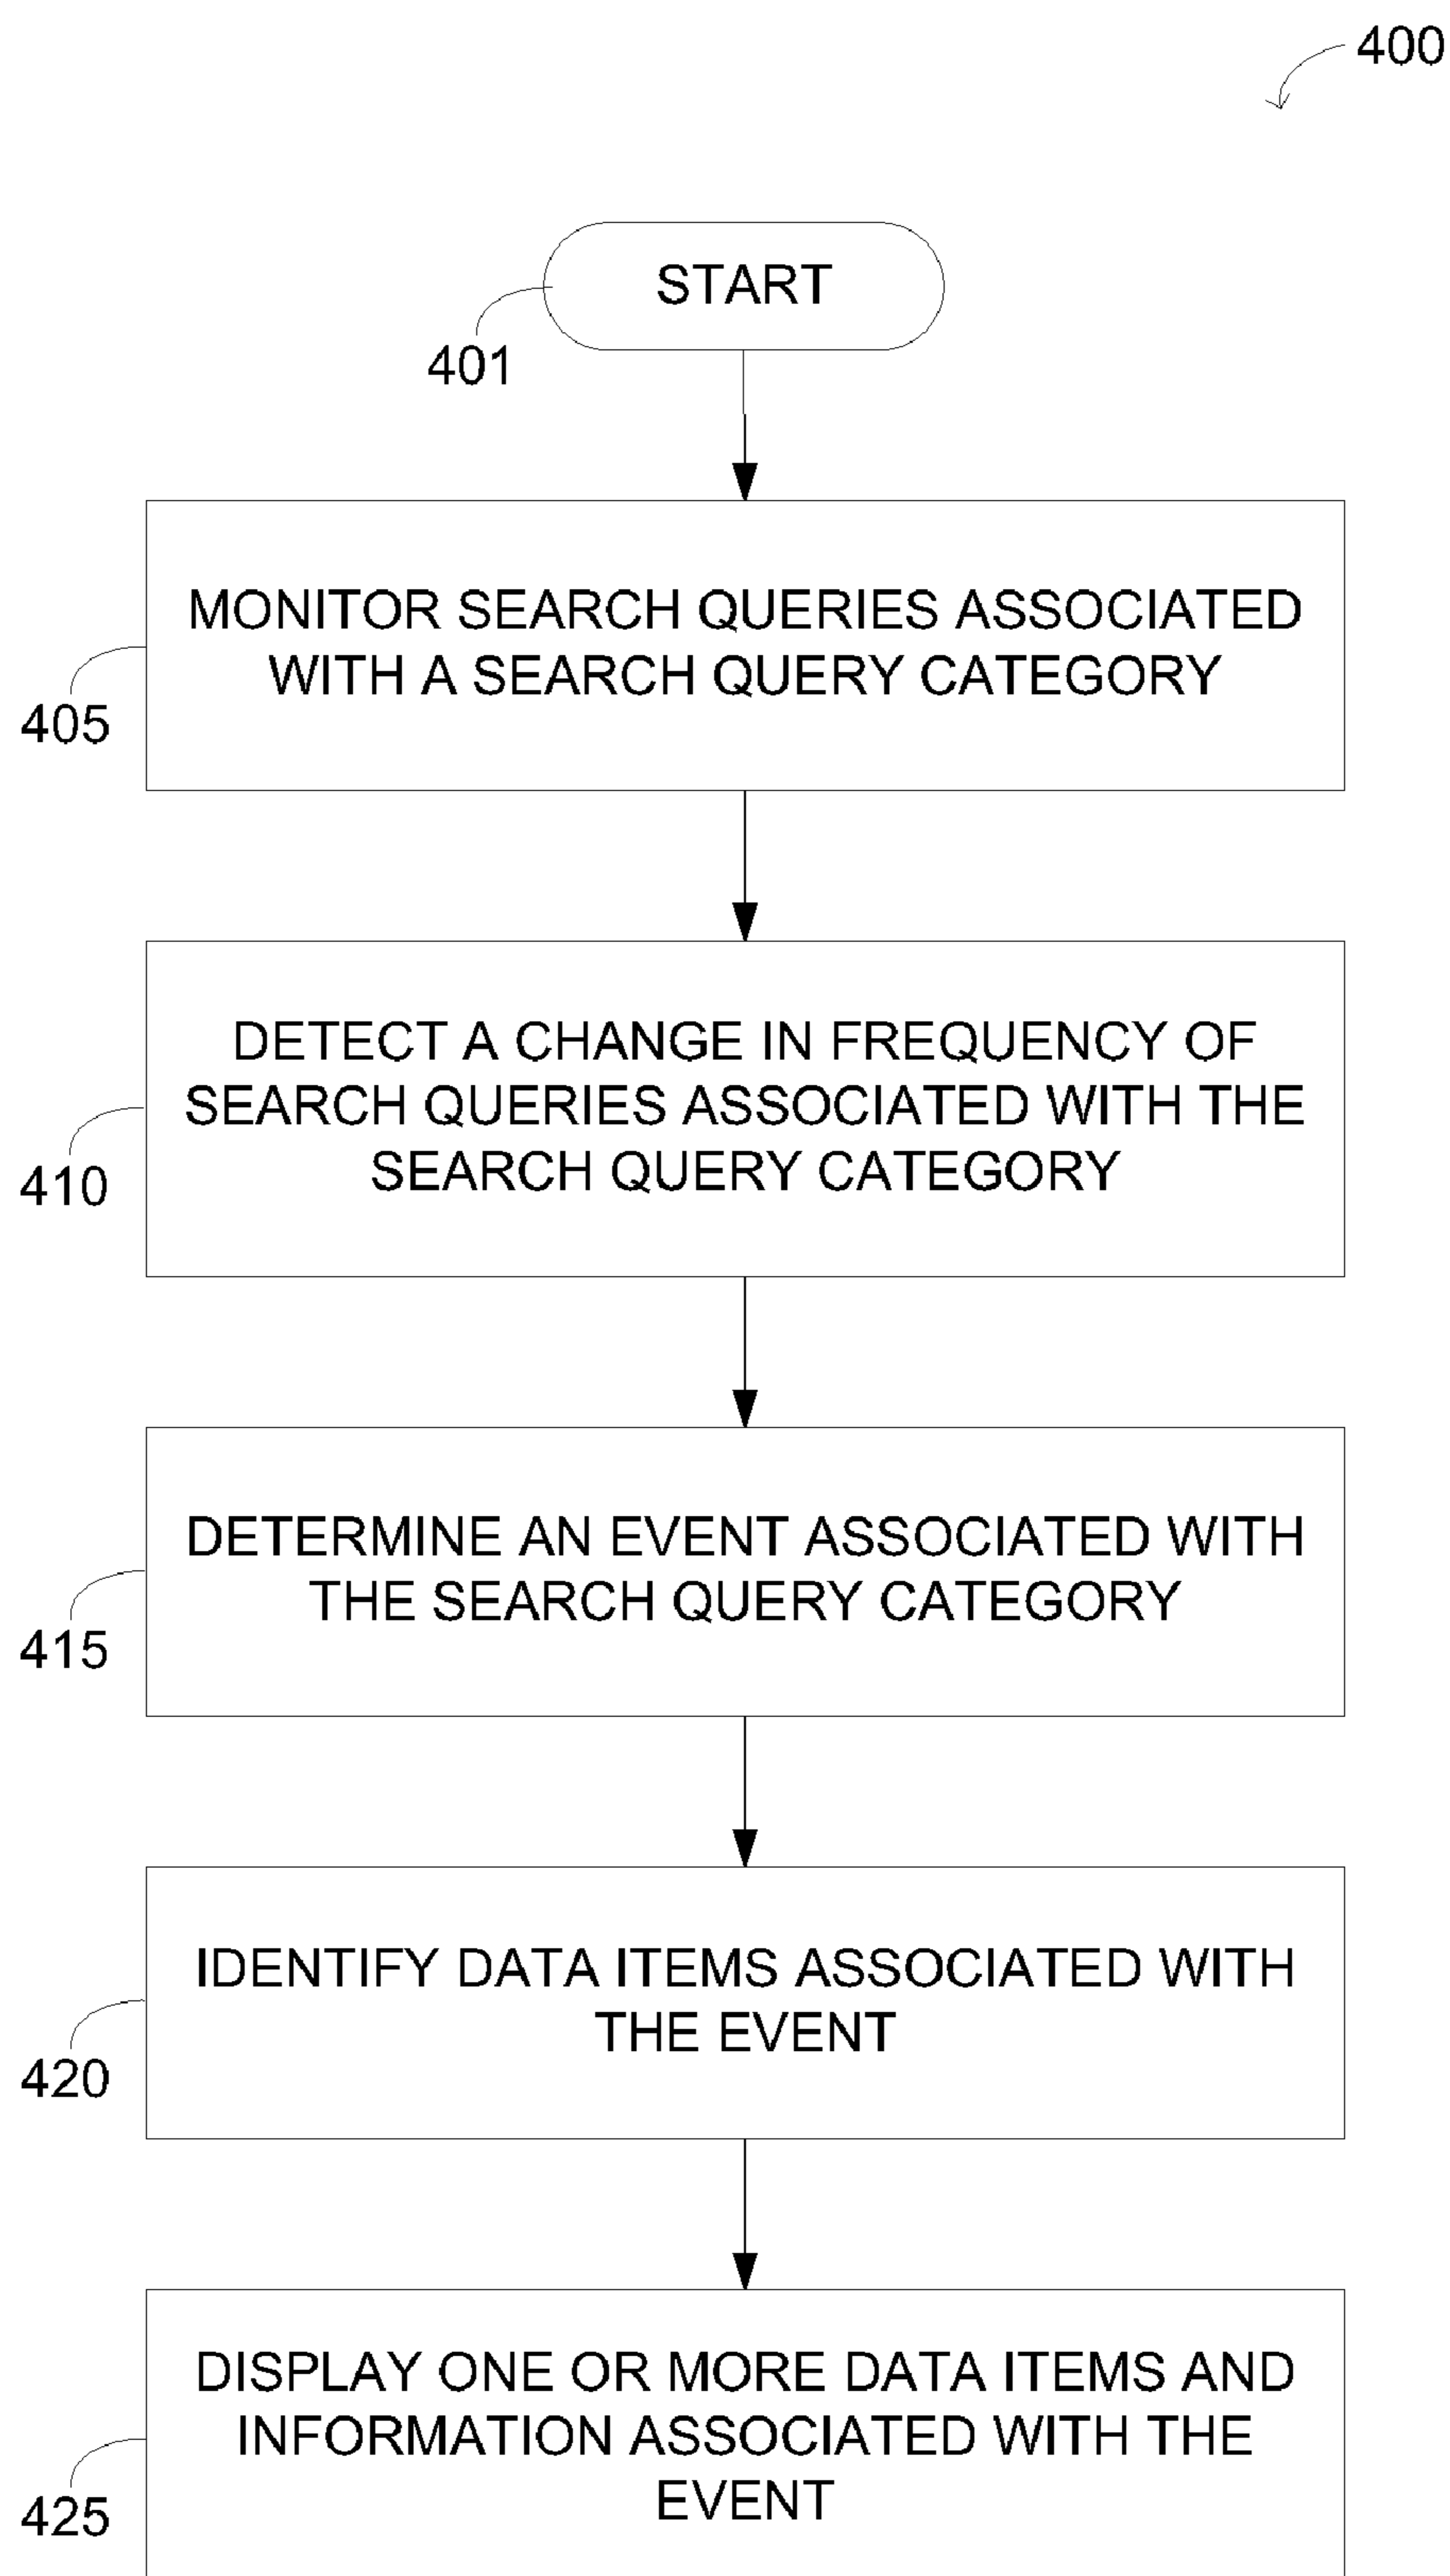 400
START
401
MONITOR SEARCH QUERIES ASSOCIATED
WITH A SEARCH QUERY CATEGORY
405
DETECT A CHANGE IN FREQUENCY OF
SEARCH QUERIES ASSOCIATED WITH THE
SEARCH QUERY CATEGORY
410
DETERMINE AN EVENT ASSOCIATED WITH
THE SEARCH QUERY CATEGORY
415
IDENTIFY DATA ITEMS ASSOCIATED WITH
THE EVENT
420
DISPLAY ONE OR MORE DATA ITEMS AND
INFORMATION ASSOCIATED WITH THE
EVENT
425